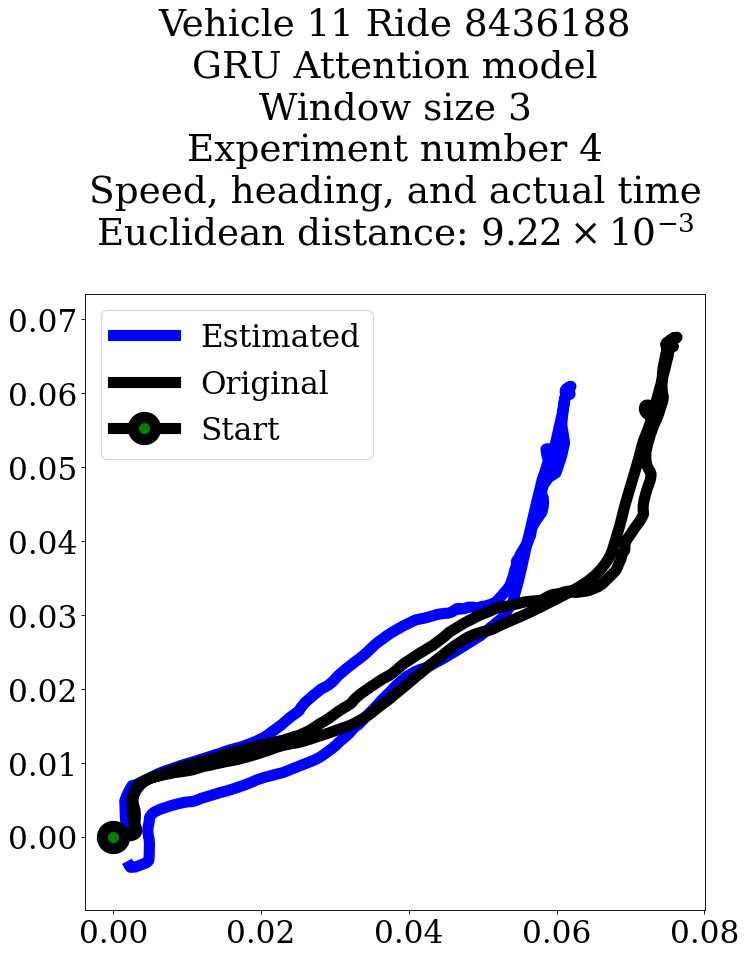 Vehicle 11 Ride 8436188
GRU Attention model
Window size 3
Experiment number 4
Speed, heading, and actual time
Euclidean distance: 9.22 × 10⁻³
Estimated
Original
Start
0.07
0.06
0.05
0.04
0.03
0.02
0.01
0.00
0.00 0.02 0.04 0.06 0.08